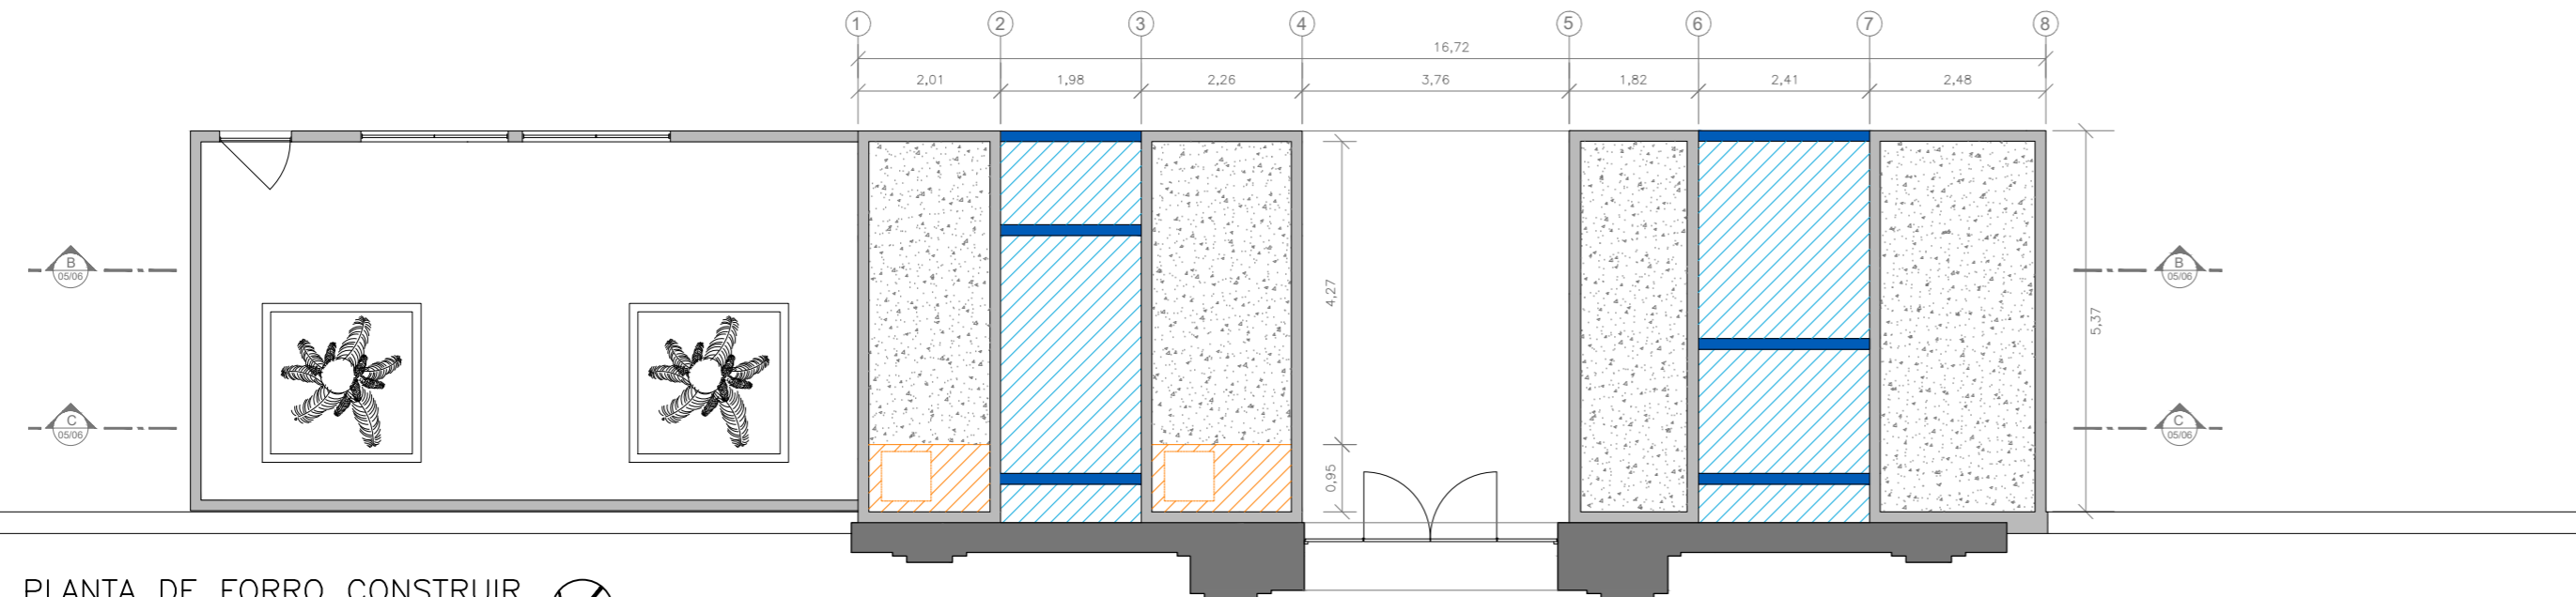 1 2 3 4 5 6 7 8
16,72
2,01 1,98 2,26 3,76 1,82 2,41 2,48
B
05/06
B
05/06
4,27
5,37
C
05/06
C
05/06
0,95
PLANTA DE FORRO CONSTRUIR